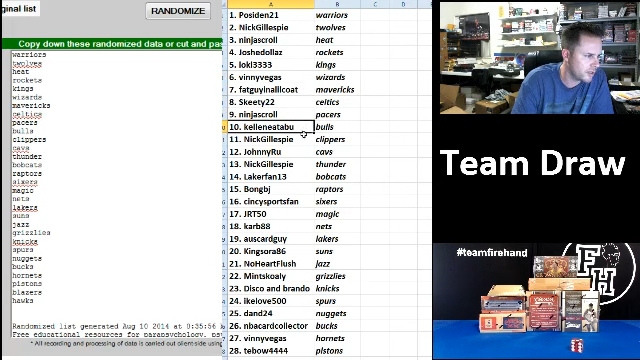 ginal list
RANDOMIZE
Copy down these randomized data or cut and pas
warriors
twolves
heat
rockets
kings
wizards
mavericks
celtics
pacers
bulls
clippers
cavs
thunder
bobcats
raptors
sixers
magic
nets
lakers
suns
jazz
grizzlies
knicks
spurs
nuggets
bucks
hornets
pistons
blazers
hawks
Randomized list generated Aug 10 2014 at 0:35:56
Free educational resources for parapsychology, ps
* All recording and processing of data is carried out client-side using
A B C D
1. Posiden21 warriors
2. NickGillespie twolves
3. ninjascroll heat
4. Joshedollaz rockets
5. loki3333 kings
6. vinnyvegas wizards
7. fatguyinalilcoat mavericks
8. Skeety22 celtics
9. ninjascroll pacers
10. kelleneatabu bulls
11. NickGillespie clippers
12. JohnnyRu cavs
13. NickGillespie thunder
14. Lakerfan13 bobcats
15. Bongbj raptors
16. cincysportsfan sixers
17. JRT50 magic
18. karb88 nets
19. auscardguy lakers
20. Kingsora86 suns
21. NoHeartFlush jazz
22. Mintskoaly grizzlies
23. Disco and brando knicks
24. ikelove500 spurs
25. dand24 nuggets
26. nbacardcollector bucks
27. vinnyvegas hornets
28. tebow4444 pistons
Team Draw
#teamfirehand
FH